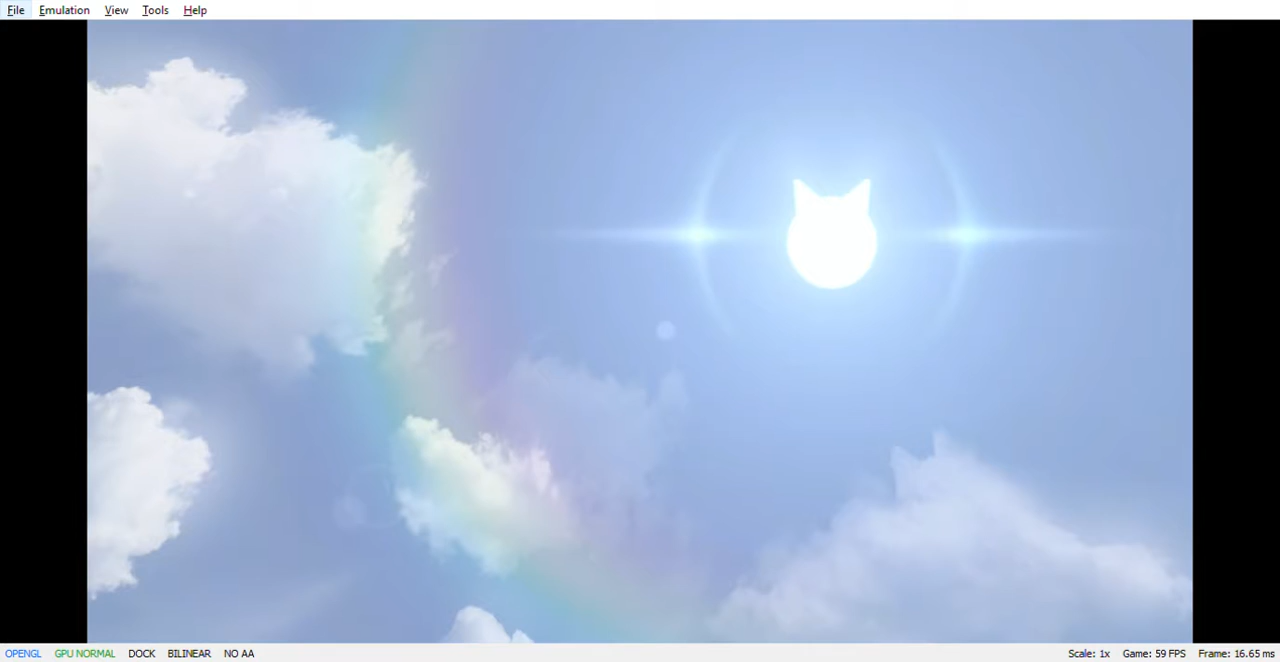 File Emulation View Tools Help
OPENGL GPU NORMAL DOCK BILINEAR NO AA Scale: 1x Game: 59 FPS Frame: 16.65 ms